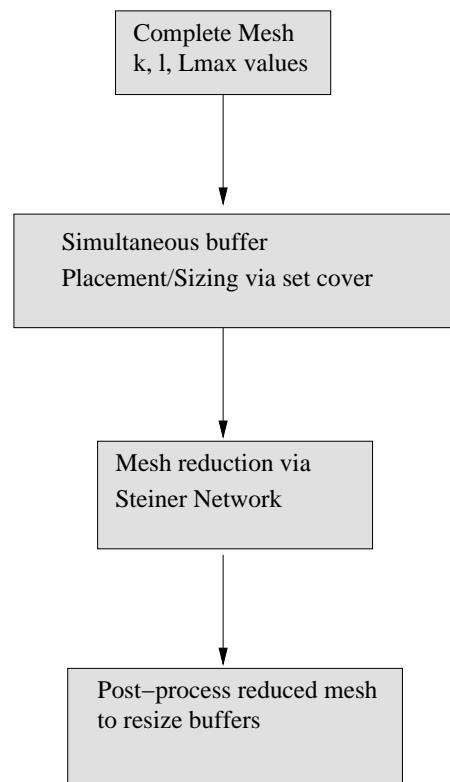 Complete Mesh
k, l, Lmax values
Simultaneous buffer
Placement/Sizing via set cover
Mesh reduction via
Steiner Network
Post−process reduced mesh
to resize buffers